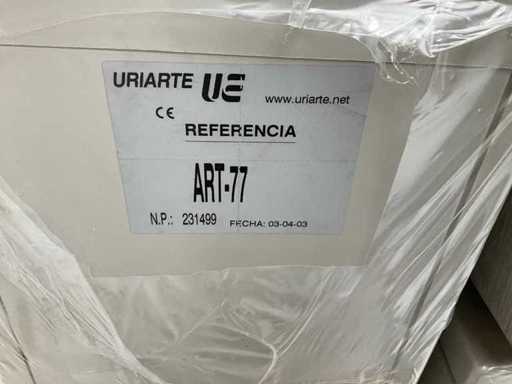 URIARTE UE www.uriarte.net
CE
REFERENCIA
ART-77
N.P.: 231499 FECHA: 03-04-03